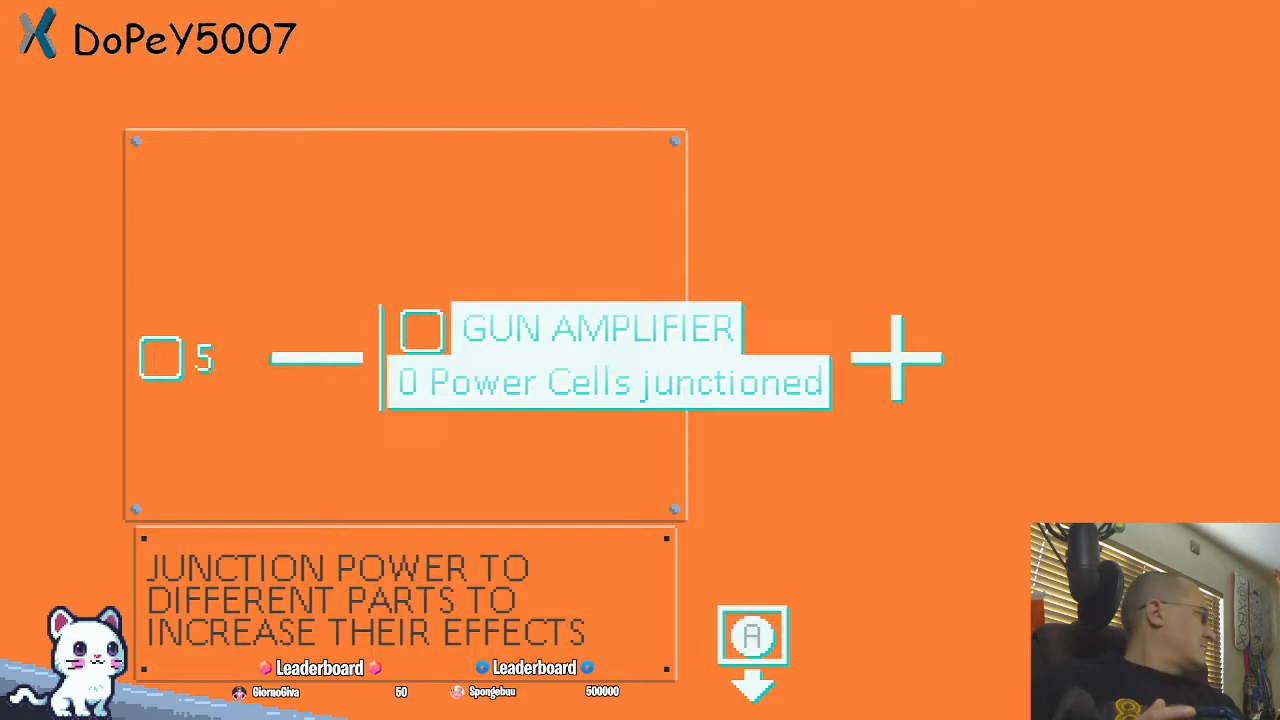 DoPeY5007
GUN AMPLIFIER
5
0 Power Cells junctioned
JUNCTION POWER TO
DIFFERENT PARTS TO
INCREASE THEIR EFFECTS
A
Leaderboard
Leaderboard
GiornoGiva 50
Spongebuu 500000